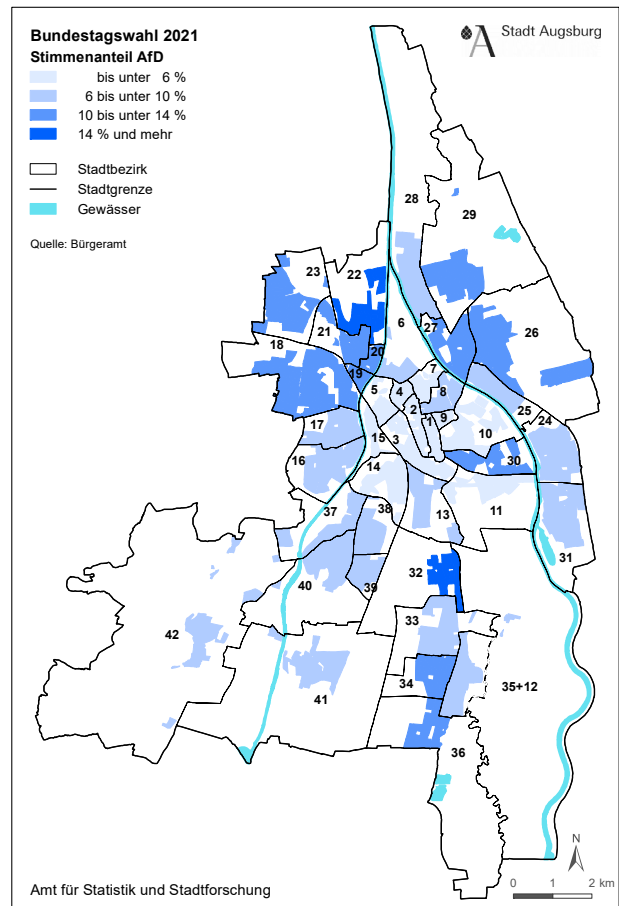 Bundestagswahl 2021
Stimmenanteil AfD
bis unter 6 %
6 bis unter 10 %
10 bis unter 14 %
14 % und mehr
Stadtbezirk
Stadtgrenze
Gewässer
Quelle: Bürgeramt
A Stadt Augsburg
28
29
23
22
6
27
26
21
18
20
19
7
5
4
8
2
25
24
17
9
1
10
15
3
16
14
30
37
38
13
11
31
32
40
39
33
42
34
35+12
41
36
N
0 1 2 km
Amt für Statistik und Stadtforschung